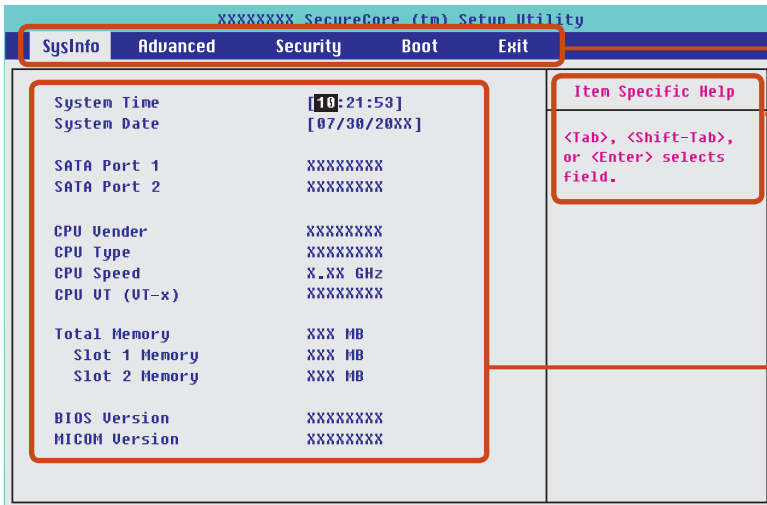 XXXXXXXX SecureCore (tm) Setup Utility
SysInfo Advanced Security Boot Exit
System Time [10:21:53]
System Date [07/30/20XX]
SATA Port 1 XXXXXXXX
SATA Port 2 XXXXXXXX
CPU Vender XXXXXXXX
CPU Type XXXXXXXX
CPU Speed X.XX GHz
CPU VT (VT-x) XXXXXXXX
Total Memory XXX MB
Slot 1 Memory XXX MB
Slot 2 Memory XXX MB
BIOS Version XXXXXXXX
MICOM Version XXXXXXXX
Item Specific Help
<Tab>, <Shift-Tab>,
or <Enter> selects
field.